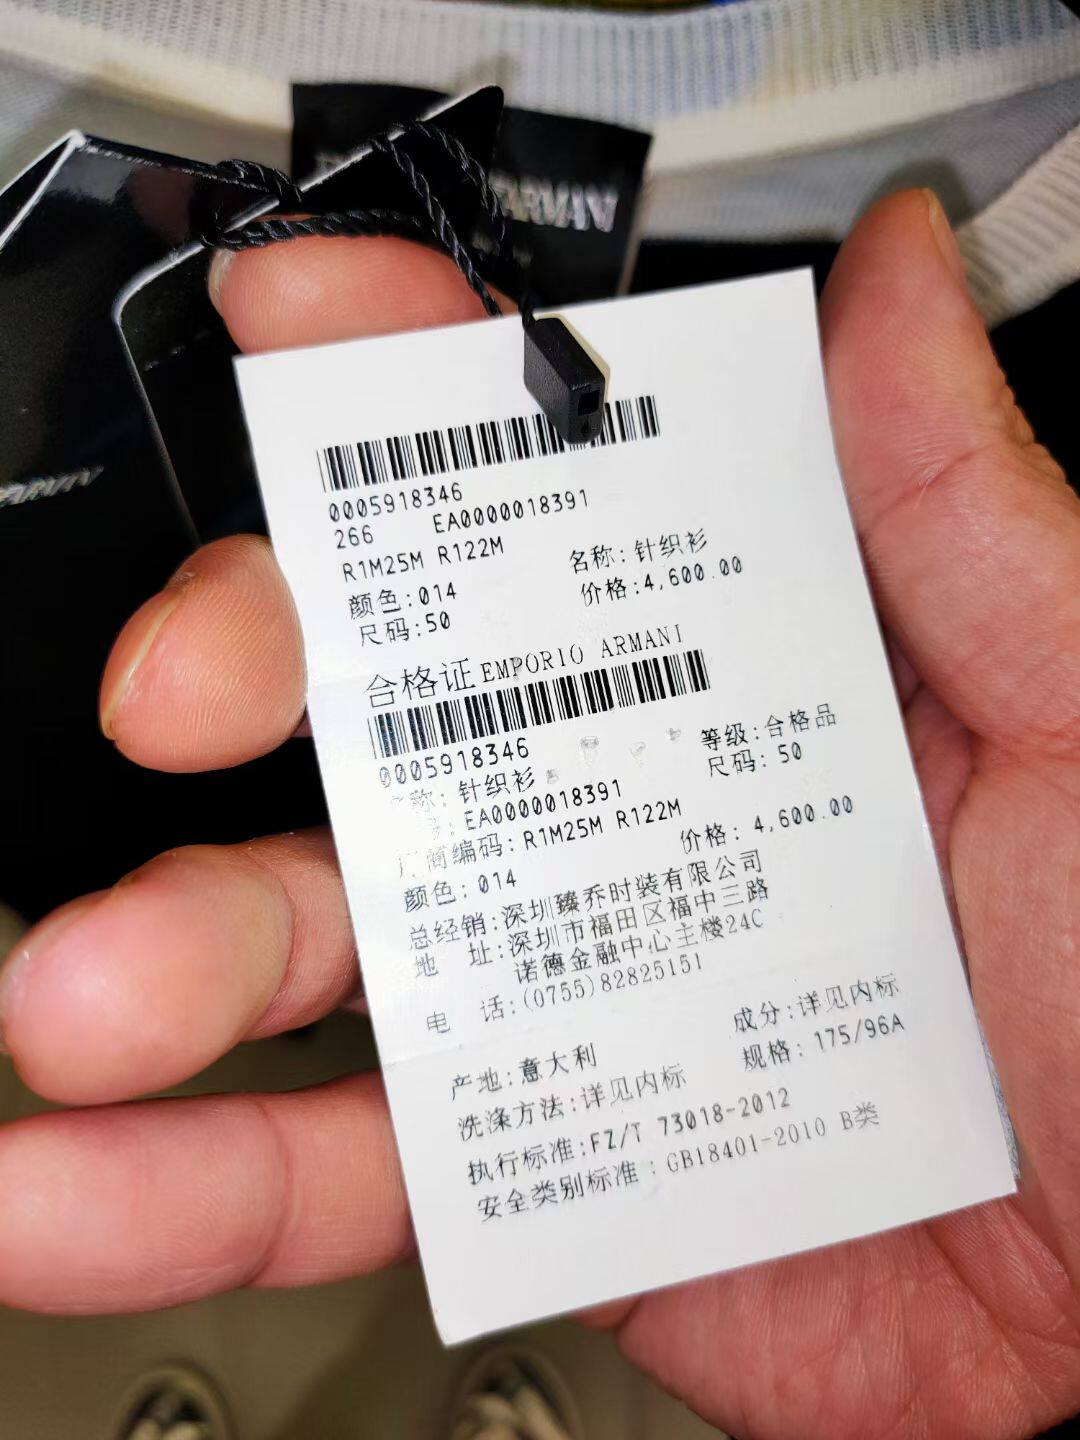 ARMANI
0005918346
266 EA0000018391
R1M25M R122M
名称:针织衫
颜色:014
价格:4,600.00
尺码:50
合格证EMPORIO ARMANI
0005918346
等级:合格品
名称:针织衫
尺码:50
号:EA0000018391
商编码:R1M25M R122M
颜色:014
价格:4,600.00
总经销:深圳臻乔时装有限公司
地 址:深圳市福田区福中三路
诺德金融中心主楼24C
电 话:(0755)82825151
产地:意大利
成分:详见内标
洗涤方法:详见内标
规格:175/96A
执行标准:FZ/T 73018-2012
安全类别标准:GB18401-2010 B类